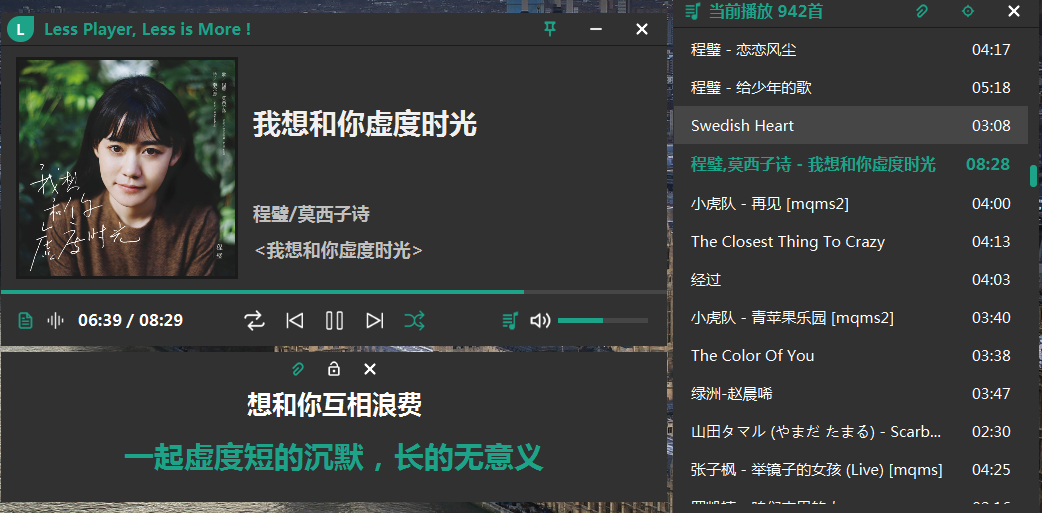 L
Less Player, Less is More !
我想和你虚度时光
我想
和你
虚度时光
程璧/莫西子诗
<我想和你虚度时光>
06:39 / 08:29
想和你互相浪费
一起虚度短的沉默，长的无意义
当前播放 942首
程璧 - 恋恋风尘 04:17
程璧 - 给少年的歌 05:18
Swedish Heart 03:08
程璧,莫西子诗 - 我想和你虚度时光 08:28
小虎队 - 再见 [mqms2] 04:00
The Closest Thing To Crazy 04:13
经过 04:03
小虎队 - 青苹果乐园 [mqms2] 03:40
The Color Of You 03:38
绿洲-赵晨唏 03:47
山田タマル (やまだ たまる) - Scarb... 02:30
张子枫 - 举镜子的女孩 (Live) [mqms] 04:25